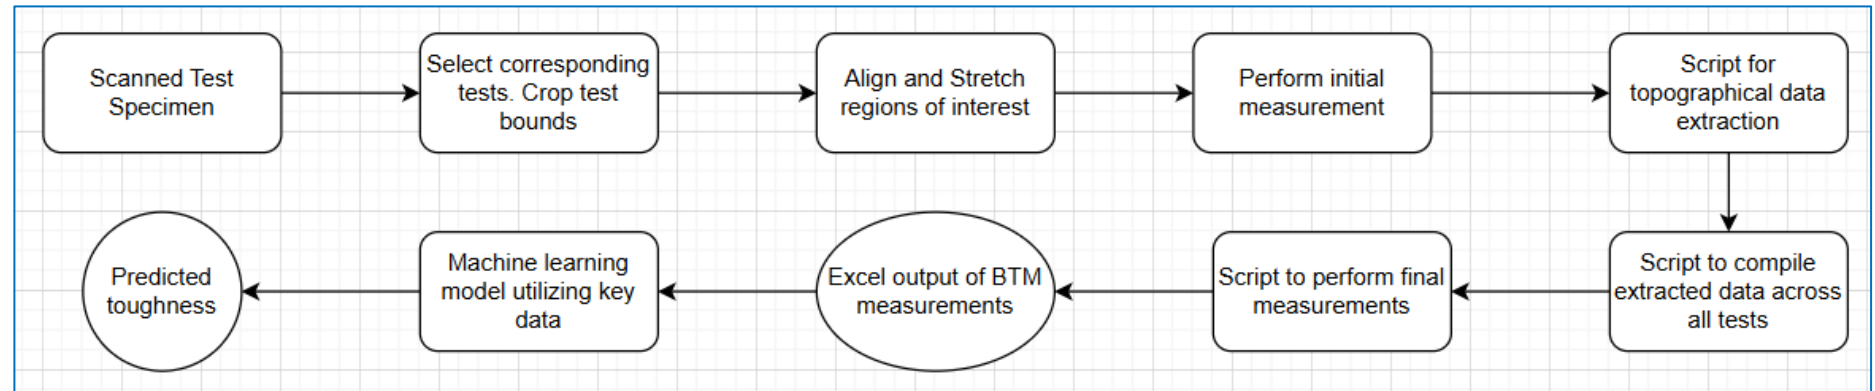 Scanned Test
Specimen
Select corresponding
tests. Crop test
bounds
Align and Stretch
regions of interest
Perform initial
measurement
Script for
topographical data
extraction
Script to compile
extracted data across
all tests
Script to perform final
measurements
Excel output of BTM
measurements
Machine learning
model utilizing key
data
Predicted
toughness